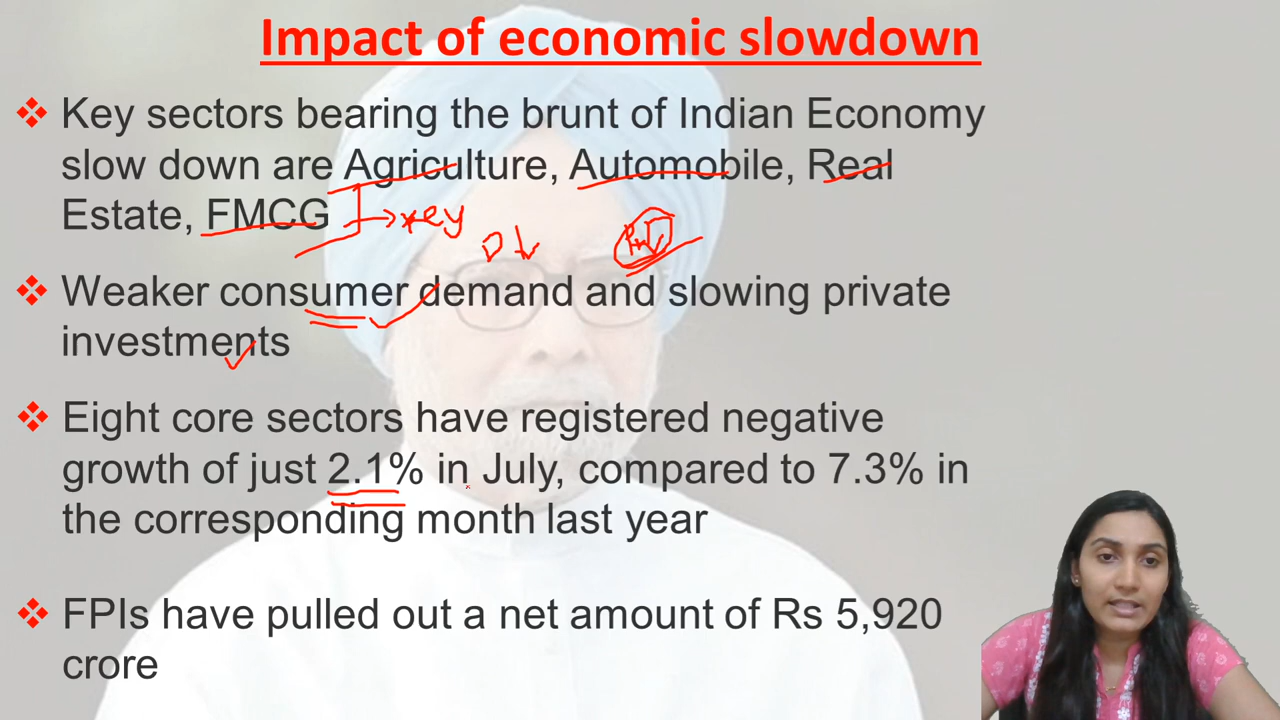 Impact of economic slowdown
❖ Key sectors bearing the brunt of Indian Economy
slow down are Agriculture, Automobile, Real
Estate, FMCG → key
D↓
❖ Weaker consumer demand and slowing private
investments
❖ Eight core sectors have registered negative
growth of just 2.1% in July, compared to 7.3% in
the corresponding month last year
❖ FPIs have pulled out a net amount of Rs 5,920
crore